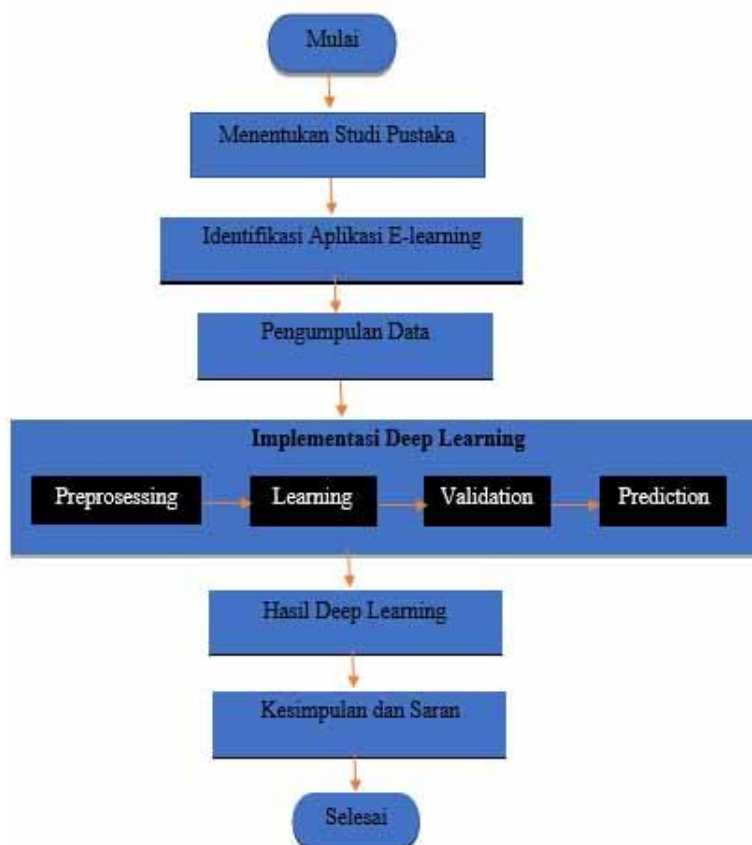 Mulai
Menentukan Studi Pustaka
Identifikasi Aplikasi E-learning
Pengumpulan Data
Implementasi Deep Learning
Preprosessing
Learning
Validation
Prediction
Hasil Deep Learning
Kesimpulan dan Saran
Selesai